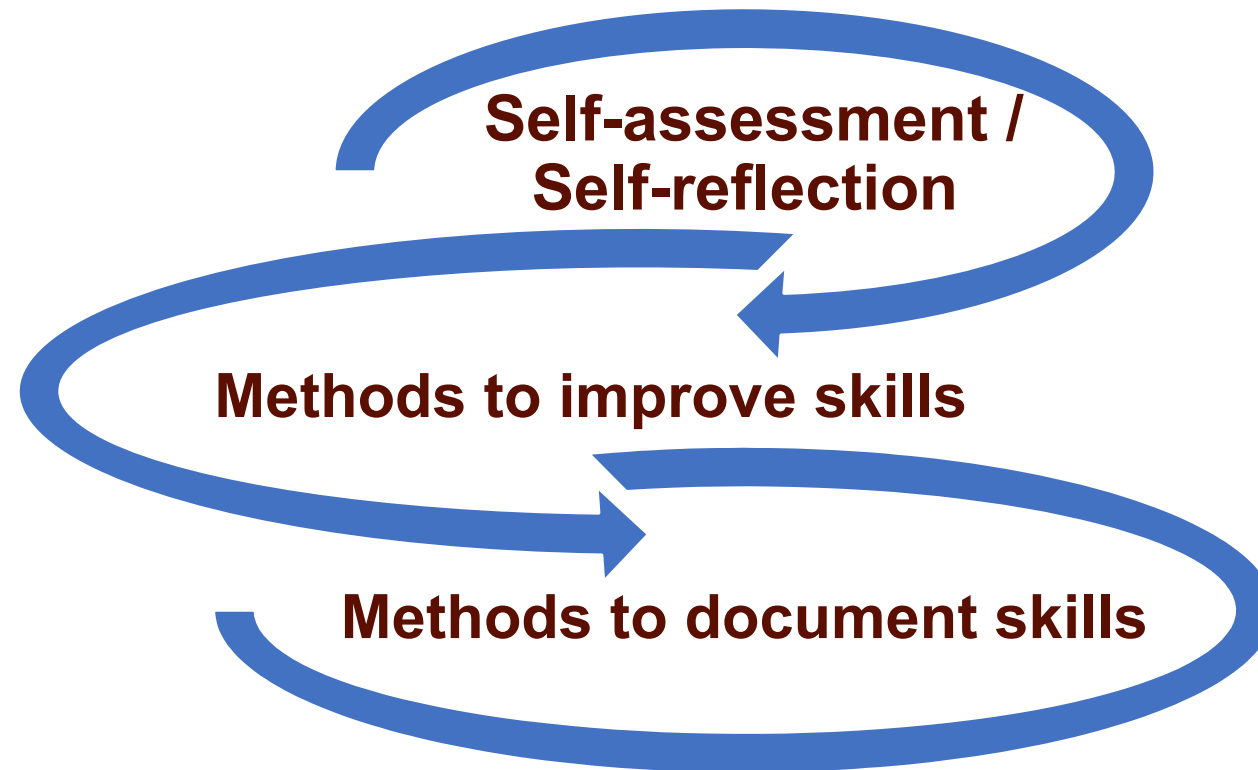 Self-assessment /
Self-reflection
Methods to improve skills
Methods to document skills